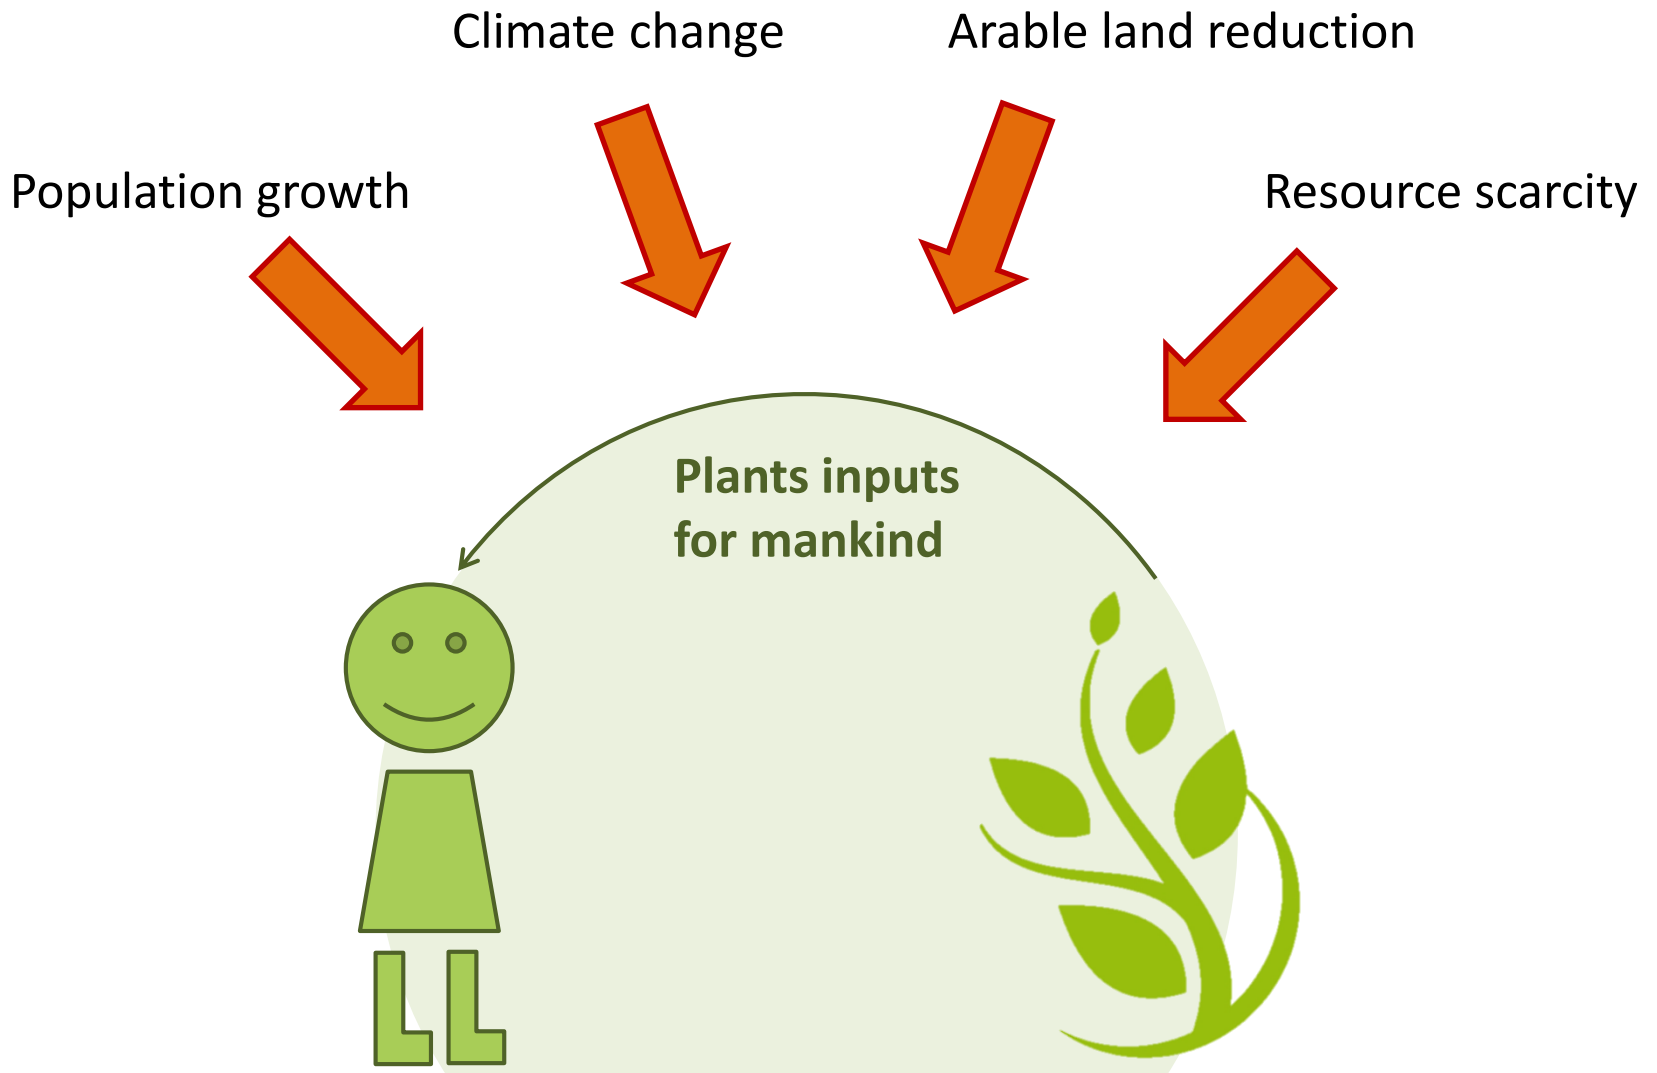 Climate change
Arable land reduction
Population growth
Resource scarcity
Plants inputs
for mankind